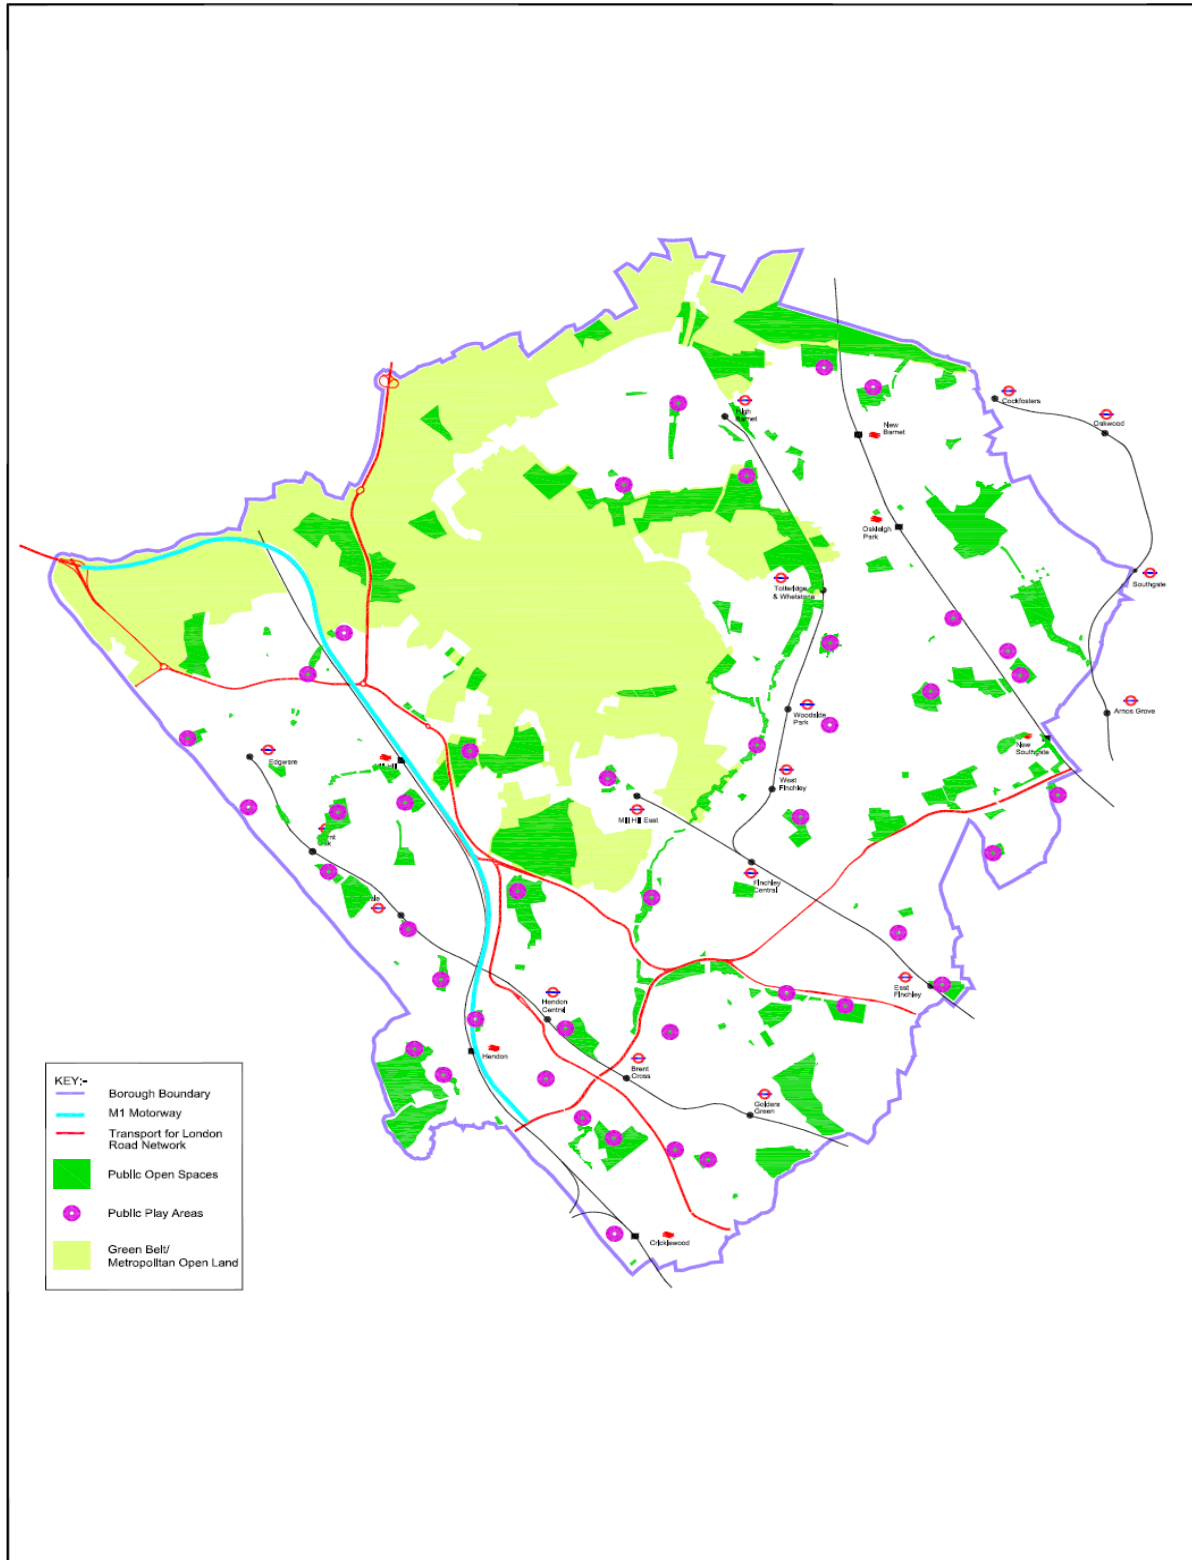 High
Barnet
Cockfosters
Oakwood
New
Barnet
Oakleigh
Park
Southgate
Totteridge
& Whetstone
Woodside
Park
Arnos Grove
New
Southgate
Edgware
West
Finchley
Mill Hill East
Oak
Finchley
Central
ale
East
Finchley
Hendon
Central
Hendon
Brent
Cross
Golders
Green
Cricklewood
KEY:-
Borough Boundary
M1 Motorway
Transport for London
Road Network
Public Open Spaces
Public Play Areas
Green Belt/
Metropolitan Open Land